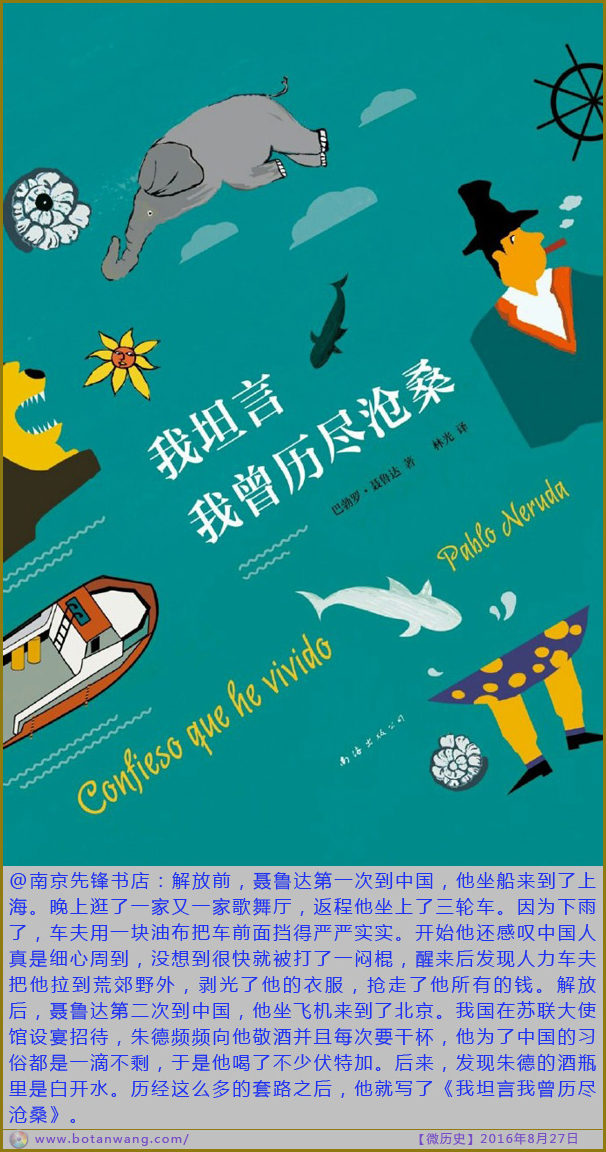 我坦言
我曾历尽沧桑
巴勃罗·聂鲁达 著
林光 译
Pablo Neruda
Confieso que he vivido
南海出版公司
@南京先锋书店：解放前，聂鲁达第一次到中国，他坐船来到了上
海。晚上逛了一家又一家歌舞厅，返程他坐上了三轮车。因为下雨
了，车夫用一块油布把车前面挡得严严实实。开始他还感叹中国人
真是细心周到，没想到很快就被打了一闷棍，醒来后发现人力车夫
把他拉到荒郊野外，剥光了他的衣服，抢走了他所有的钱。解放
后，聂鲁达第二次到中国，他坐飞机来到了北京。我国在苏联大使
馆设宴招待，朱德频频向他敬酒并且每次要干杯，他为了中国的习
俗都是一滴不剩，于是他喝了不少伏特加。后来，发现朱德的酒瓶
里是白开水。历经这么多的套路之后，他就写了《我坦言我曾历尽
沧桑》。
www.botanwang.com/
【微历史】2016年8月27日